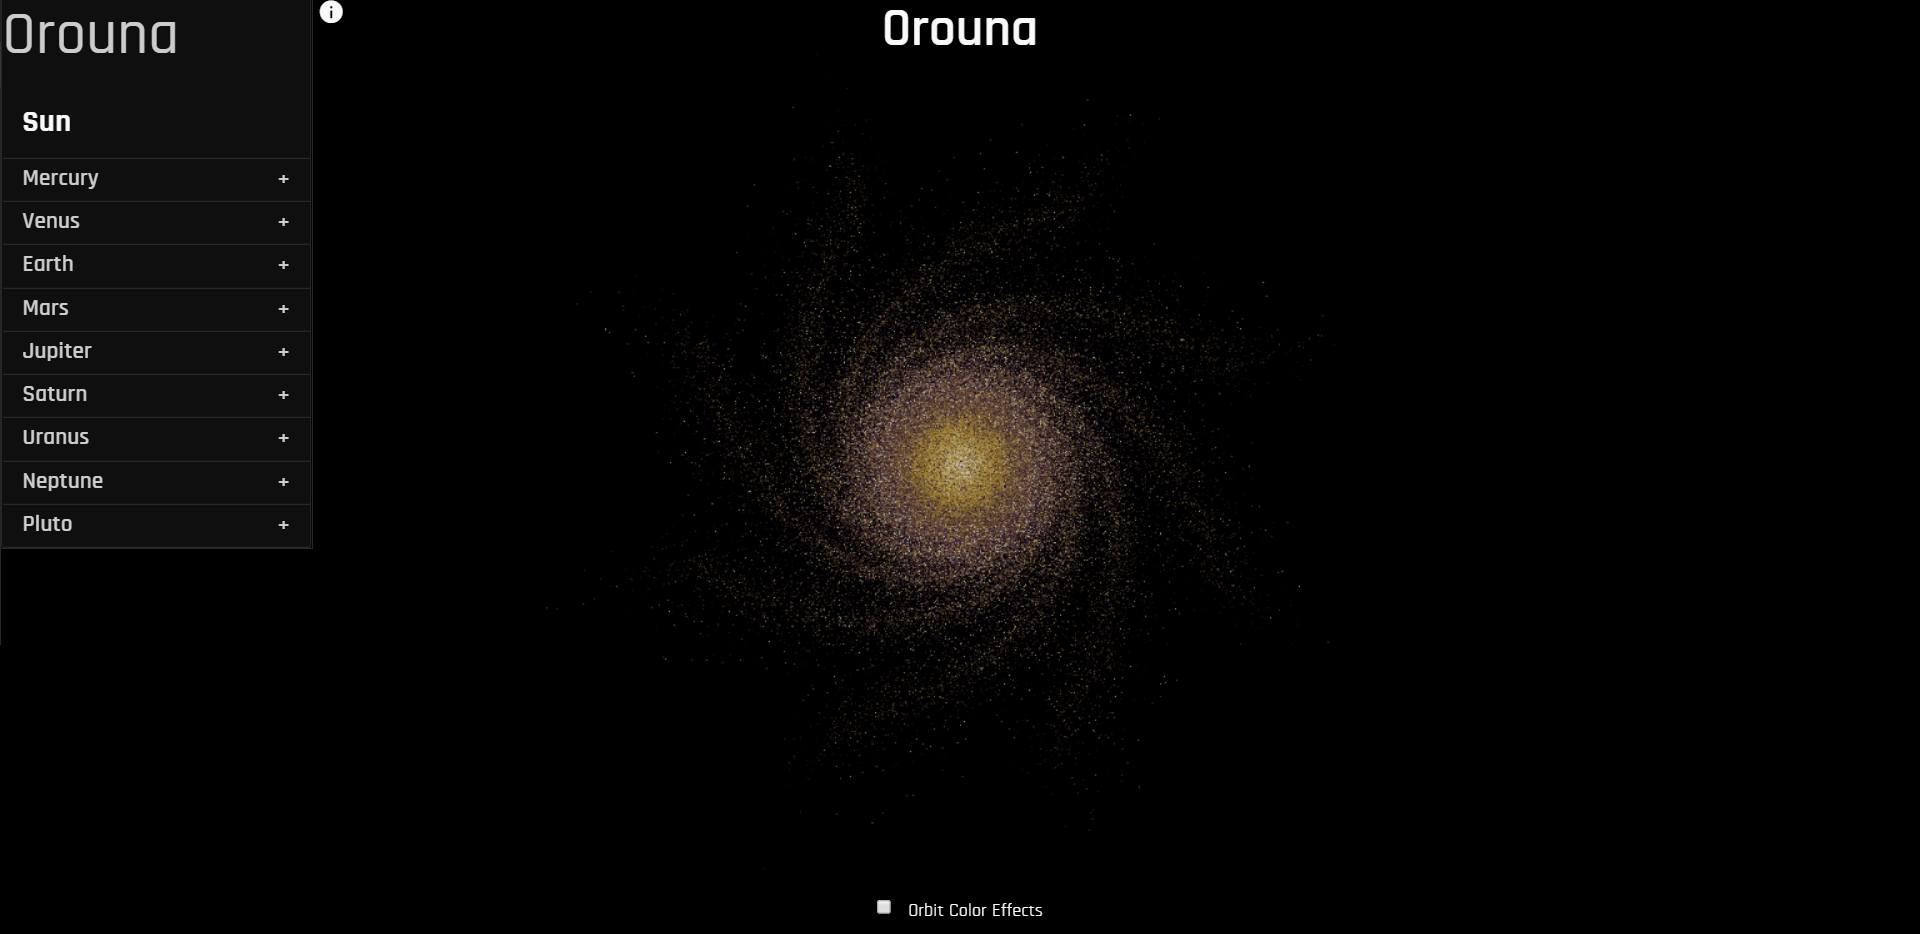 Orouna
Orouna
Sun
Mercury +
Venus +
Earth +
Mars +
Jupiter +
Saturn +
Uranus +
Neptune +
Pluto +
Orbit Color Effects